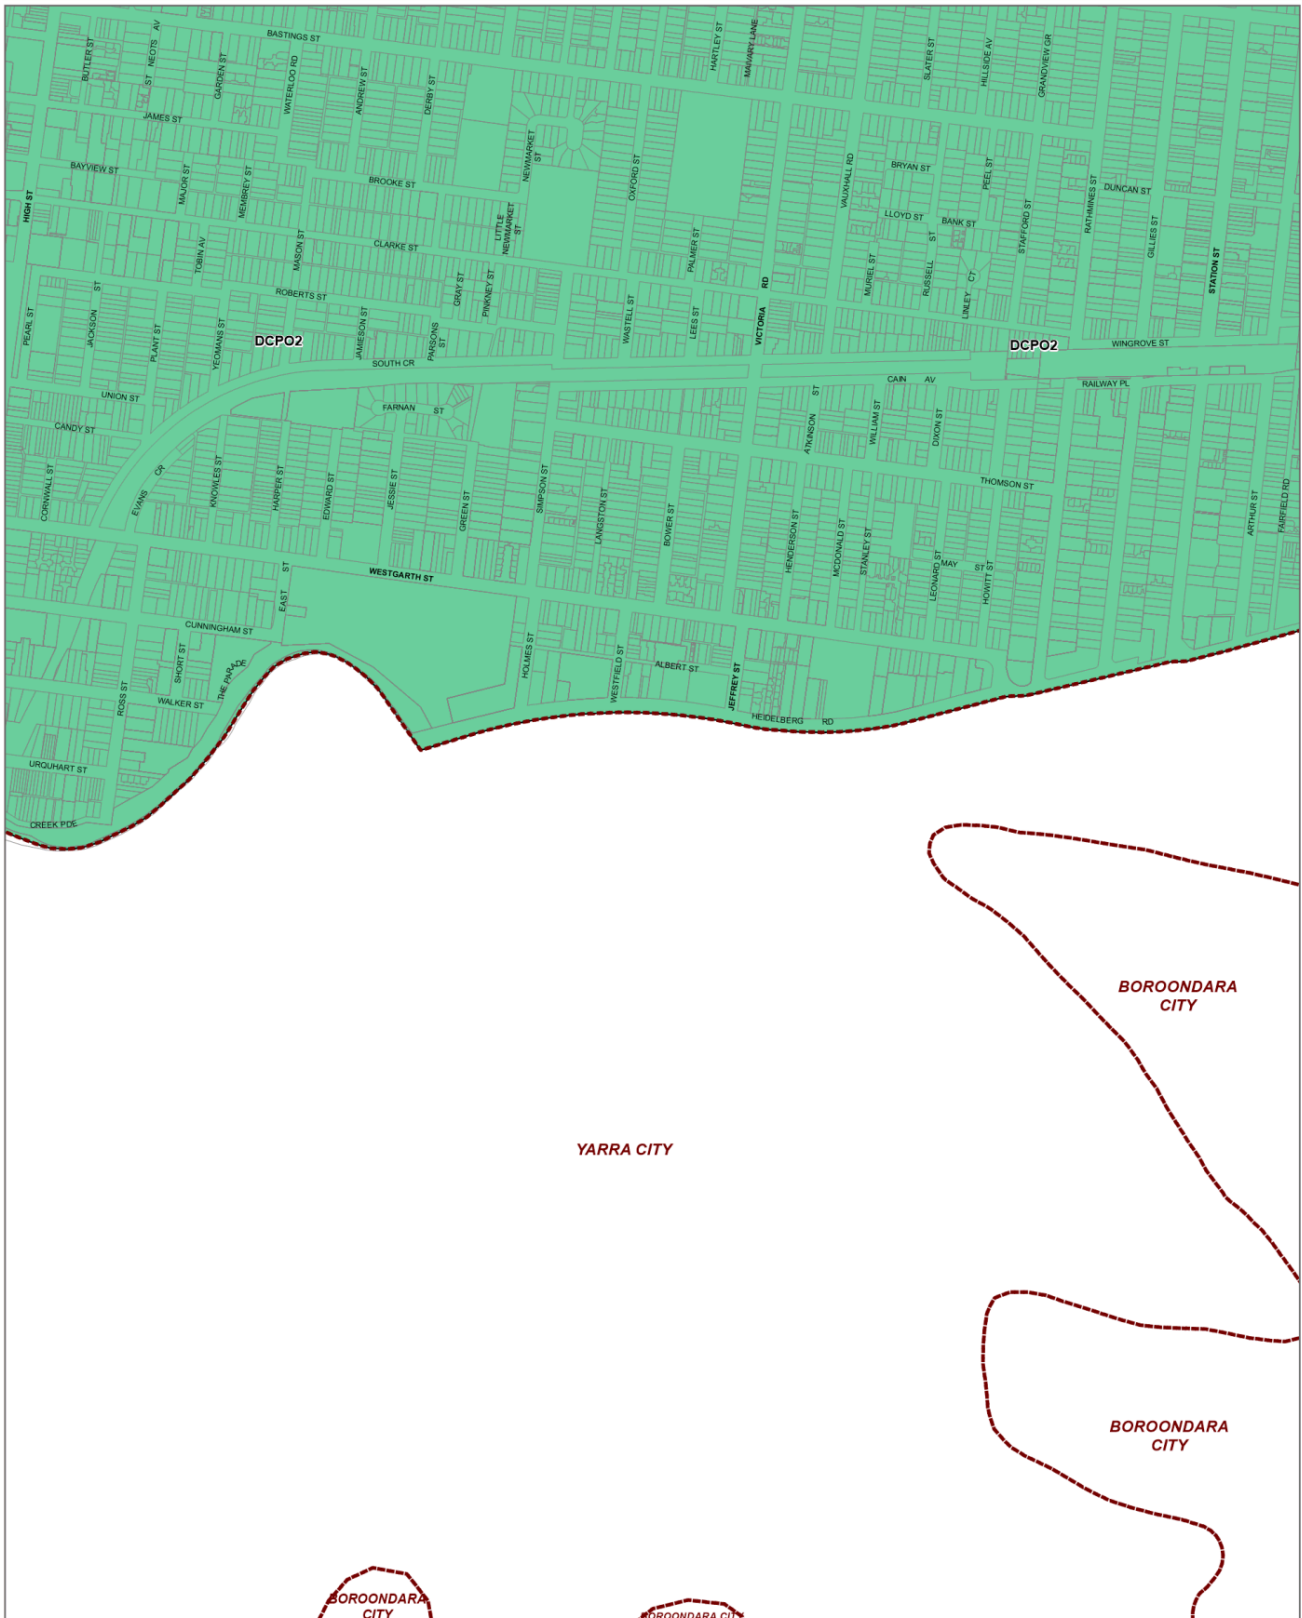 BASTINGS ST
BUTLER ST
ST NEOTS AV
GARDEN ST
WATERLOO RD
ANDREW ST
DERBY ST
HARTLEY ST
MAIVARY LANE
SLATER ST
HILLSIDE AV
GRANDVIEW GR
JAMES ST
BAYVIEW ST
MAJOR ST
MEMBREY ST
BROOKE ST
NEWMARKET
ST
OXFORD ST
VAUXHALL RD
BRYAN ST
PEEL ST
DUNCAN ST
RATHMINES ST
HIGH ST
LITTLE
NEWMARKET
ST
LLOYD ST
BANK ST
STAFFORD ST
GILLIES ST
STATION ST
TOBIN AV
MASON ST
CLARKE ST
PALMER ST
MURIEL ST
RUSSELL ST
LINLEY CT
GRAY ST
PINKNEY ST
ROBERTS ST
PEARL ST
JACKSON ST
PLANT ST
YEOMANS ST
DCPO2
JAMIESON ST
PARSONS
ST
WASTELL ST
LEES ST
VICTORIA RD
DCPO2
WINGROVE ST
SOUTH CR
CAIN AV
RAILWAY PL
UNION ST
FARNAN ST
CANDY ST
ATKINSON ST
WILLIAM ST
DIXON ST
CORNWALL ST
EVANS CR
KNOWLES ST
HARPER ST
EDWARD ST
JESSIE ST
GREEN ST
SIMPSON ST
LANGSTON ST
BOWER ST
THOMSON ST
ARTHUR ST
FAIRFIELD RD
HENDERSON ST
MCDONALD ST
STANLEY ST
LEONARD ST
MAY ST
HOWITT ST
WESTGARTH ST
EAST ST
CUNNINGHAM ST
SHORT ST
THE PARADE
HOLMES ST
WESTFIELD ST
ALBERT ST
JEFFREY ST
ROSS ST
WALKER ST
HEIDELBERG RD
URQUHART ST
CREEK PDE
BOROONDARA
CITY
YARRA CITY
BOROONDARA
CITY
BOROONDARA
CITY
BOROONDARA CITY